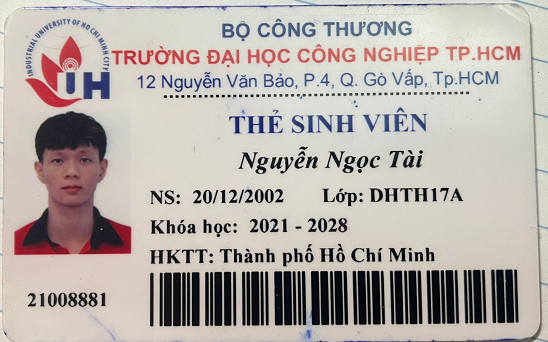 INDUSTRIAL UNIVERSITY OF HO CHI MINH CITY
IUH
BỘ CÔNG THƯƠNG
TRƯỜNG ĐẠI HỌC CÔNG NGHIỆP TP.HCM
12 Nguyễn Văn Bảo, P.4, Q. Gò Vấp, Tp.HCM
THẺ SINH VIÊN
Nguyễn Ngọc Tài
NS: 20/12/2002 Lớp: DHTH17A
Khóa học: 2021 - 2028
HKTT: Thành phố Hồ Chí Minh
21008881